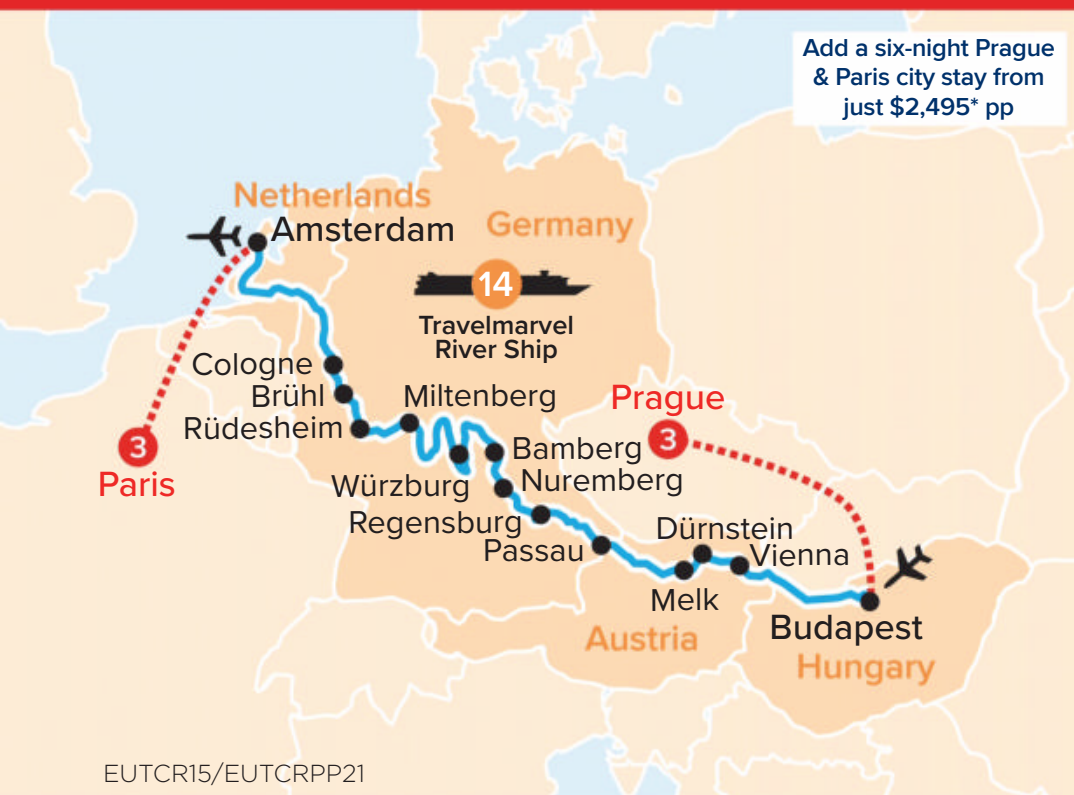 Add a six-night Prague
& Paris city stay from
just $2,495* pp
Netherlands
Amsterdam
Germany
14
Travelmarvel
River Ship
Cologne
Brühl
Rüdesheim
Miltenberg
Prague
3
3
Paris
Bamberg
Würzburg
Nuremberg
Regensburg
Passau
Dürnstein
Vienna
Melk
Budapest
Austria
Hungary
EUTCR15/EUTCRPP21